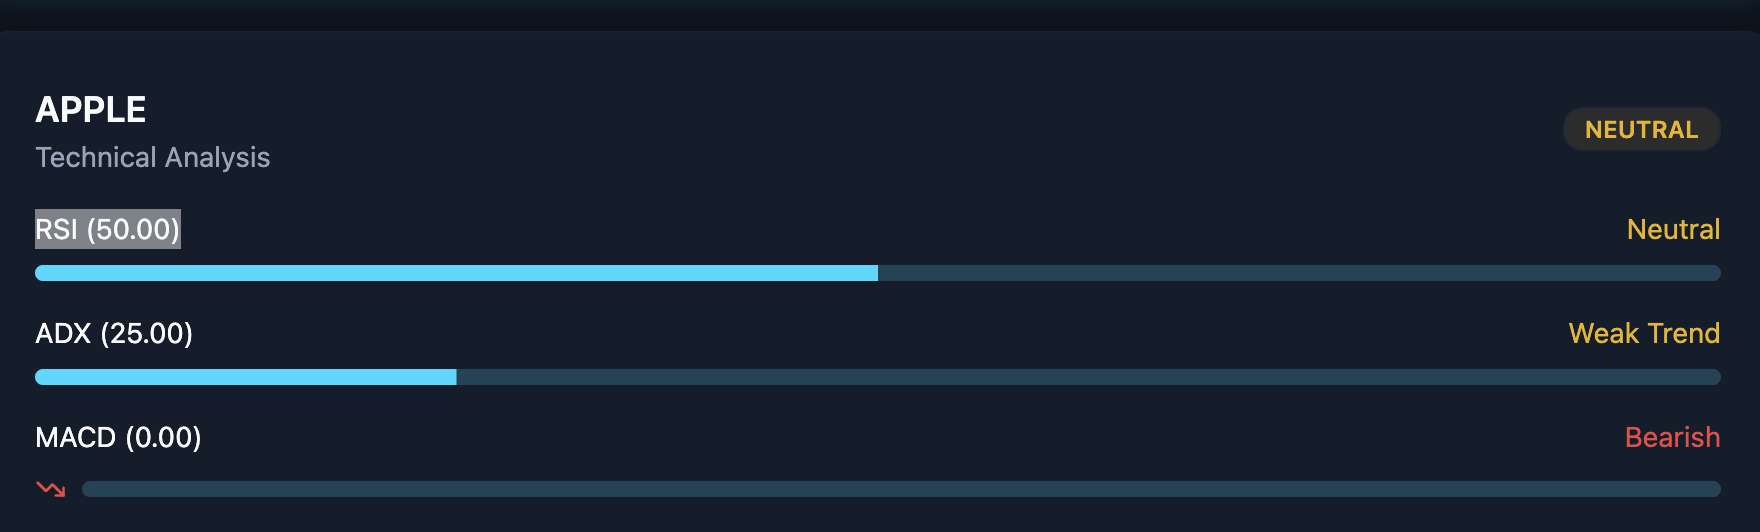 APPLE
NEUTRAL
Technical Analysis
RSI (50.00)
Neutral
ADX (25.00)
Weak Trend
MACD (0.00)
Bearish